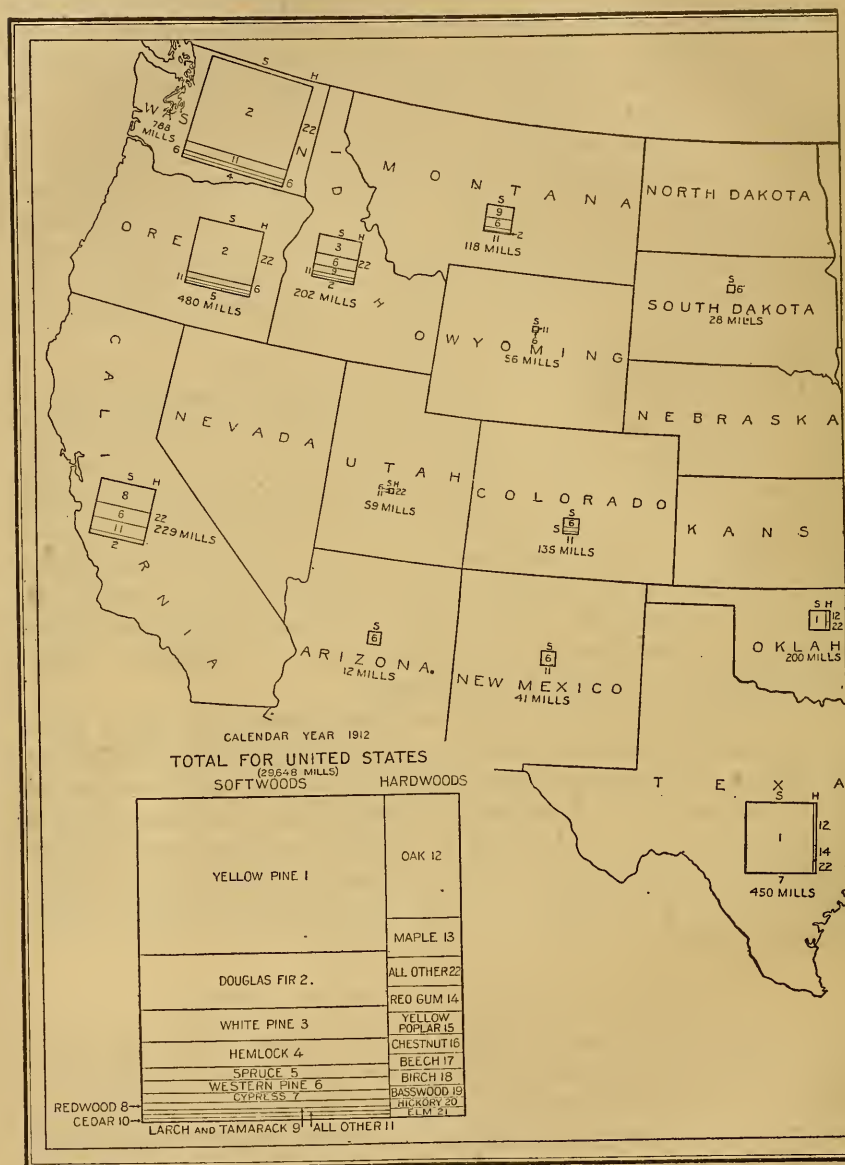 S H
2
22
WASN
788
MILLS
6
11
4
6
ORE
S H
2
22
11
5
6
480 MILLS
IDAHO
S H
3
6
9
2
11
22
202 MILLS
MONTANA
S
9
6
11
2
118 MILLS
NORTH DAKOTA
S
6
SOUTH DAKOTA
28 MILLS
WYOMING
S
11
6
56 MILLS
NEBRASKA
NEVADA
UTAH
S H
6
11
22
59 MILLS
COLORADO
S
6
5
11
135 MILLS
KANS
CALIFORNIA
S H
8
6
11
2
22
229 MILLS
S
6
ARIZONA
12 MILLS
S
6
11
NEW MEXICO
41 MILLS
S H
1
12
22
OKLAH
200 MILLS
TEXA
S H
1
12
14
22
7
450 MILLS
CALENDAR YEAR 1912
TOTAL FOR UNITED STATES
(29,648 MILLS)
SOFTWOODS HARDWOODS
YELLOW PINE 1
DOUGLAS FIR 2.
WHITE PINE 3
HEMLOCK 4
SPRUCE 5
WESTERN PINE 6
CYPRESS 7
REDWOOD 8
CEDAR 10
LARCH AND TAMARACK 9
ALL OTHER 11
OAK 12
MAPLE 13
ALL OTHER 22
RED GUM 14
YELLOW
POPLAR 15
CHESTNUT 16
BEECH 17
BIRCH 18
BASSWOOD 19
HICKORY 20
ELM 21